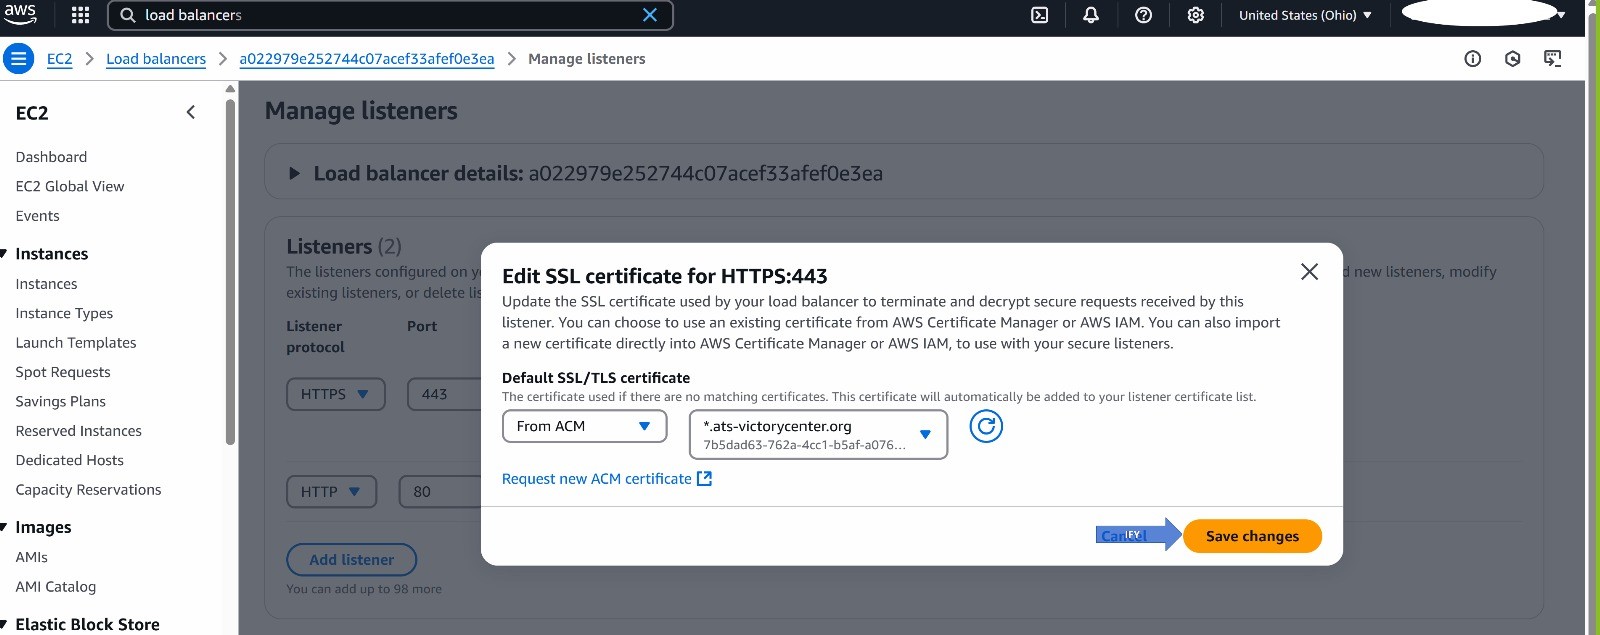 aws
load balancers
United States (Ohio)
EC2
Load balancers
a022979e252744c07acef33afef0e3ea
Manage listeners
EC2
Dashboard
EC2 Global View
Events
Instances
Instances
Instance Types
Launch Templates
Spot Requests
Savings Plans
Reserved Instances
Dedicated Hosts
Capacity Reservations
Images
AMIs
AMI Catalog
Elastic Block Store
Manage listeners
Load balancer details: a022979e252744c07acef33afef0e3ea
Listeners (2)
The listeners configured on y
d new listeners, modify
existing listeners, or delete lis
Listener
protocol
Port
HTTPS
443
HTTP
80
Add listener
You can add up to 98 more
Edit SSL certificate for HTTPS:443
Update the SSL certificate used by your load balancer to terminate and decrypt secure requests received by this
listener. You can choose to use an existing certificate from AWS Certificate Manager or AWS IAM. You can also import
a new certificate directly into AWS Certificate Manager or AWS IAM, to use with your secure listeners.
Default SSL/TLS certificate
The certificate used if there are no matching certificates. This certificate will automatically be added to your listener certificate list.
From ACM
*.ats-victorycenter.org
7b5dad63-762a-4cc1-b5af-a076...
Request new ACM certificate
Cancel
Save changes